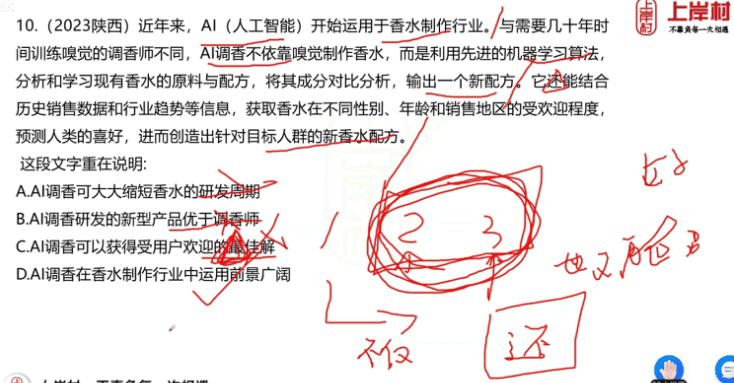 上岸村
不辜负每一次相遇
10.（2023陕西）近年来，AI（人工智能）开始运用于香水制作行业。与需要几十年时
间训练嗅觉的调香师不同，AI调香不依靠嗅觉制作香水，而是利用先进的机器学习算法，
分析和学习现有香水的原料与配方，将其成分对比分析，输出一个新配方。它还能结合
历史销售数据和行业趋势等信息，获取香水在不同性别、年龄和销售地区的受欢迎程度，
预测人类的喜好，进而创造出针对目标人群的新香水配方。
这段文字重在说明:
A.AI调香可大大缩短香水的研发周期
B.AI调香研发的新型产品优于调香师
C.AI调香可以获得受用户欢迎的最佳解
D.AI调香在香水制作行业中运用前景广阔
1 2 3
也又再
不仅
还